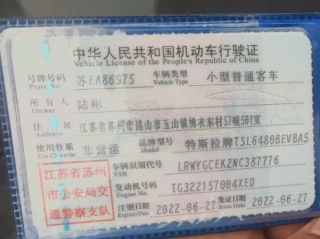 中华人民共和国机动车行驶证
Vehicle License of the People's Republic of China
号牌号码 苏EA86975 车辆类型 小型普通客车
Plate No. Vehicle Type
所有人 陆彬
Owner
住址 江苏省苏州市昆山市玉山镇
Address
使用性质 非营运 品牌型号 特斯拉牌TSL6480BEVBA5
Use Character Model
车辆识别代号 LRWYGCEK2NC387776
VIN
发动机号码 TG322157004XED
Engine No.
江苏省苏州
市公安局交
通警察支队
注册日期 2022-06-27 发证日期 2022-06-27
Register Date Issue Date